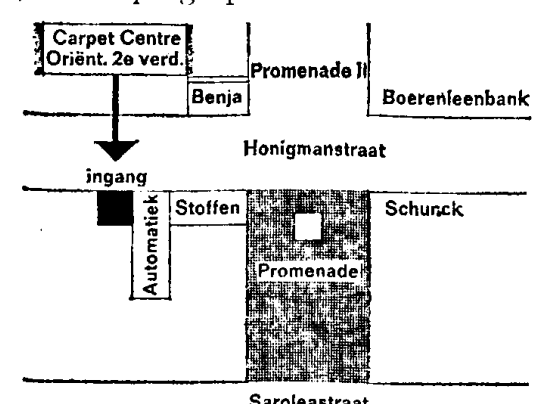 Carpet Centre
Oriënt. 2e verd.
Promenade II
Benja
Boerenleenbank
Honigmanstraat
ingang
Automatiek
Stoffen
Schunck
Promenade
Saroleastraat